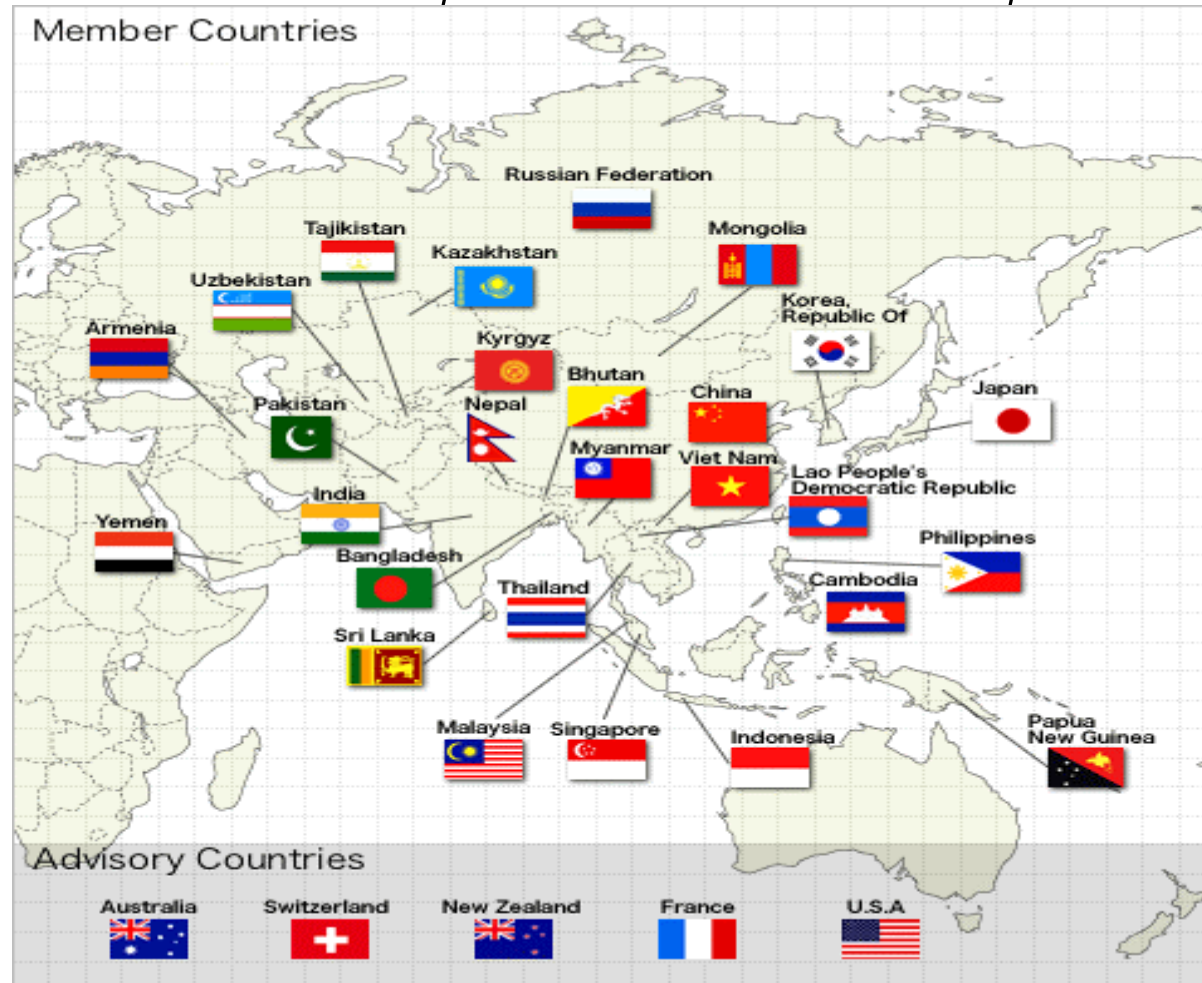 Member Countries
Russian Federation
Tajikistan
Mongolia
Kazakhstan
Uzbekistan
Korea,
Republic Of
Armenia
Kyrgyz
Bhutan
China
Japan
Pakistan
Nepal
Myanmar
Viet Nam
Lao People's
Democratic Republic
India
Yemen
Philippines
Bangladesh
Thailand
Cambodia
Sri Lanka
Malaysia
Singapore
Indonesia
Papua
New Guinea
Advisory Countries
Australia
Switzerland
New Zealand
France
U.S.A